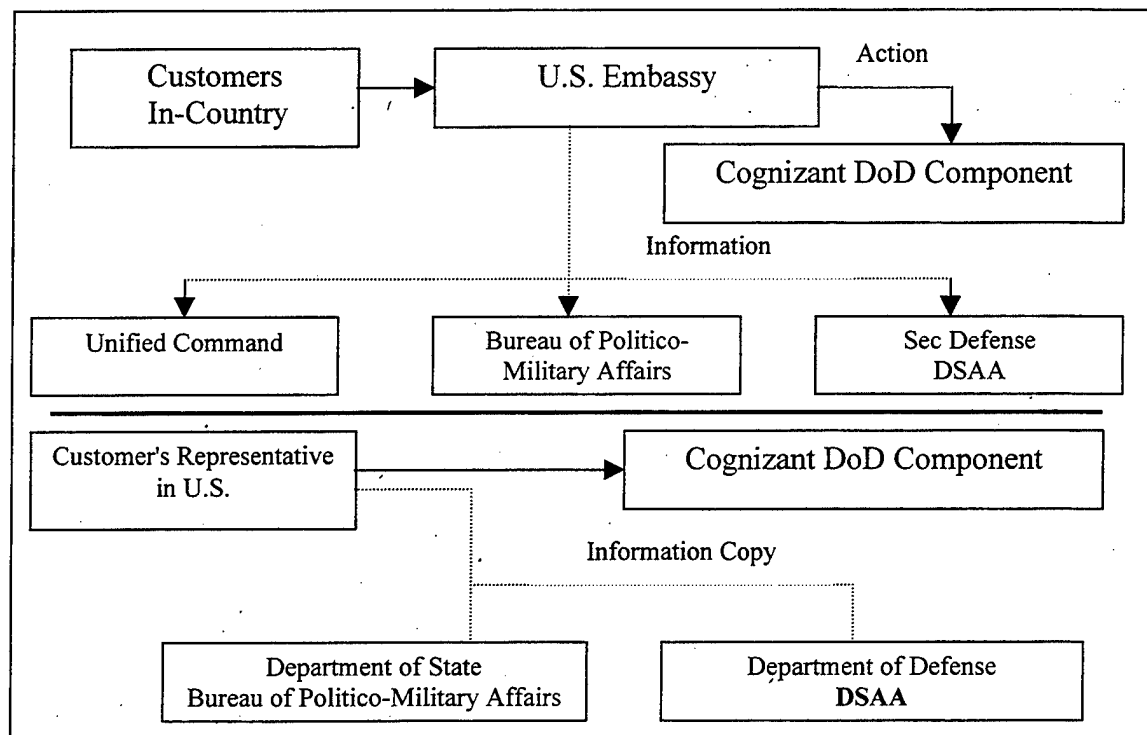 Customers
In-Country
U.S. Embassy
Action
Cognizant DoD Component
Information
Unified Command
Bureau of Politico-
Military Affairs
Sec Defense
DSAA
Customer's Representative
in U.S.
Cognizant DoD Component
Information Copy
Department of State
Bureau of Politico-Military Affairs
Department of Defense
DSAA